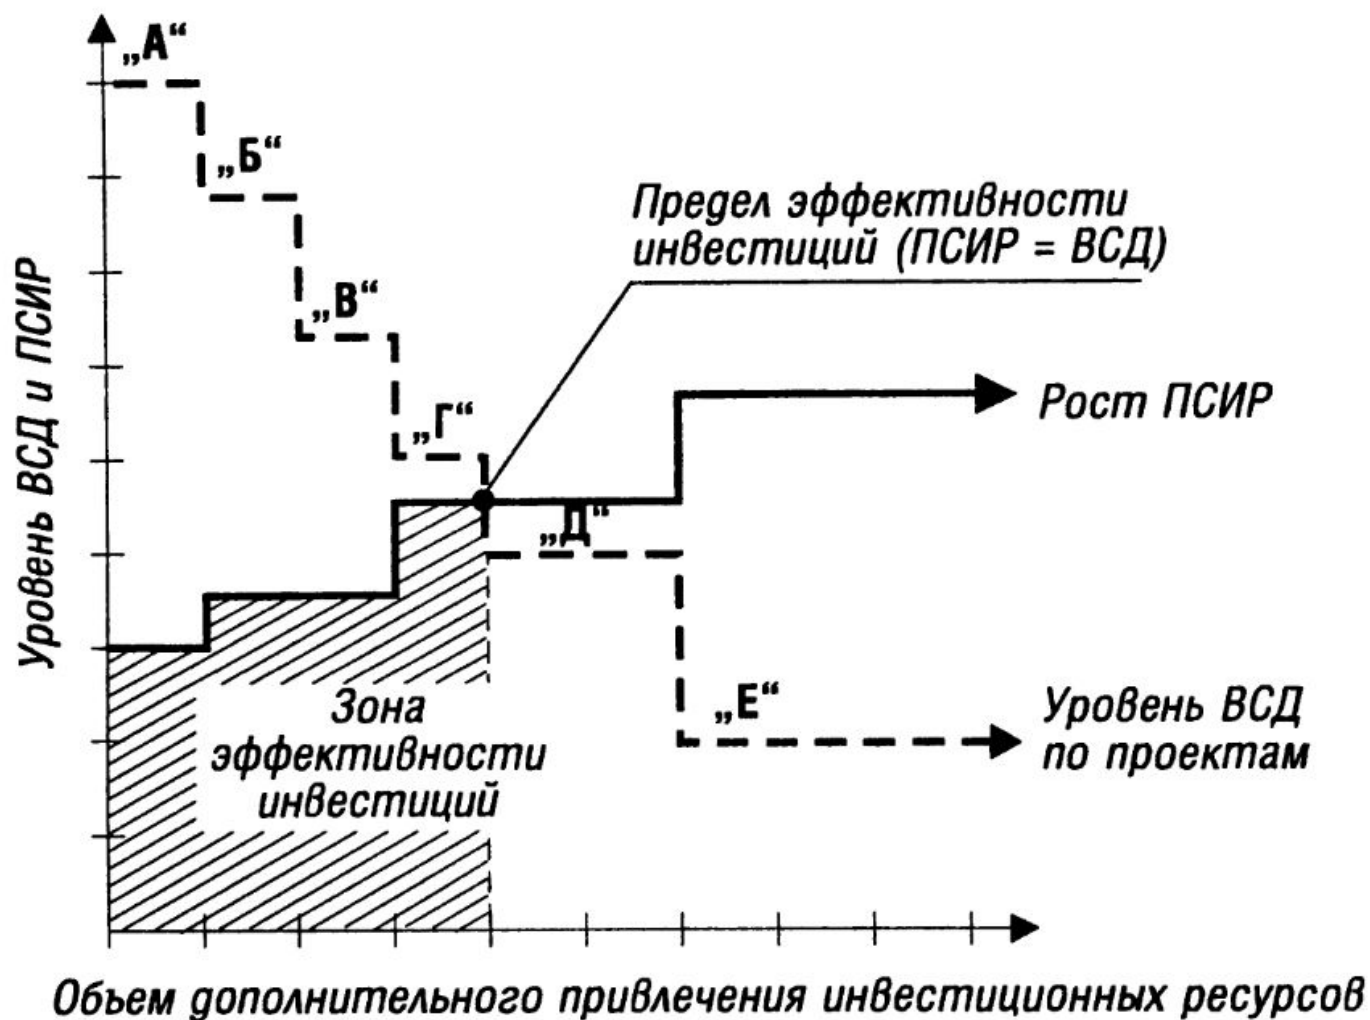 „А“
„Б“
„В“
„Г“
„Д“
„Е“
Предел эффективности
инвестиций (ПСИР = ВСД)
Рост ПСИР
Уровень ВСД
по проектам
Зона
эффективности
инвестиций
Уровень ВСД и ПСИР
Объем дополнительного привлечения инвестиционных ресурсов